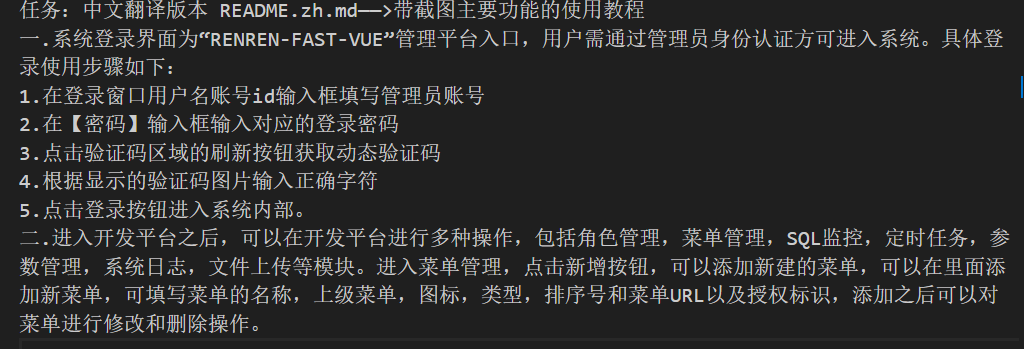 任务：中文翻译版本 README.zh.md——>带截图主要功能的使用教程
一.系统登录界面为“RENREN-FAST-VUE”管理平台入口，用户需通过管理员身份认证方可进入系统。具体登
录使用步骤如下：
1.在登录窗口用户名账号id输入框填写管理员账号
2.在【密码】输入框输入对应的登录密码
3.点击验证码区域的刷新按钮获取动态验证码
4.根据显示的验证码图片输入正确字符
5.点击登录按钮进入系统内部。
二.进入开发平台之后，可以在开发平台进行多种操作，包括角色管理，菜单管理，SQL监控，定时任务，参
数管理，系统日志，文件上传等模块。进入菜单管理，点击新增按钮，可以添加新建的菜单，可以在里面添
加新菜单，可填写菜单的名称，上级菜单，图标，类型，排序号和菜单URL以及授权标识，添加之后可以对
菜单进行修改和删除操作。